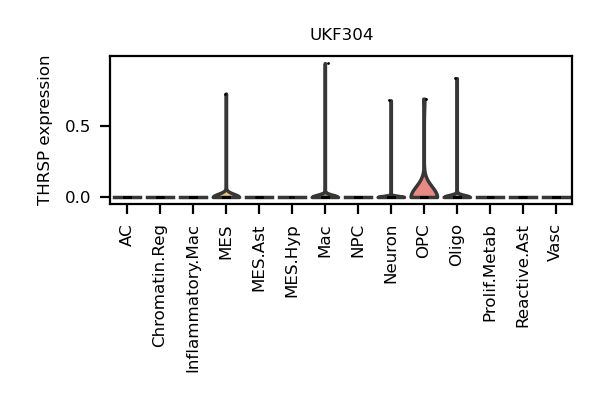 UKF304
THRSP expression
0.5
0.0
AC
Chromatin.Reg
Inflammatory.Mac
MES
MES.Ast
MES.Hyp
Mac
NPC
Neuron
OPC
Oligo
Prolif.Metab
Reactive.Ast
Vasc